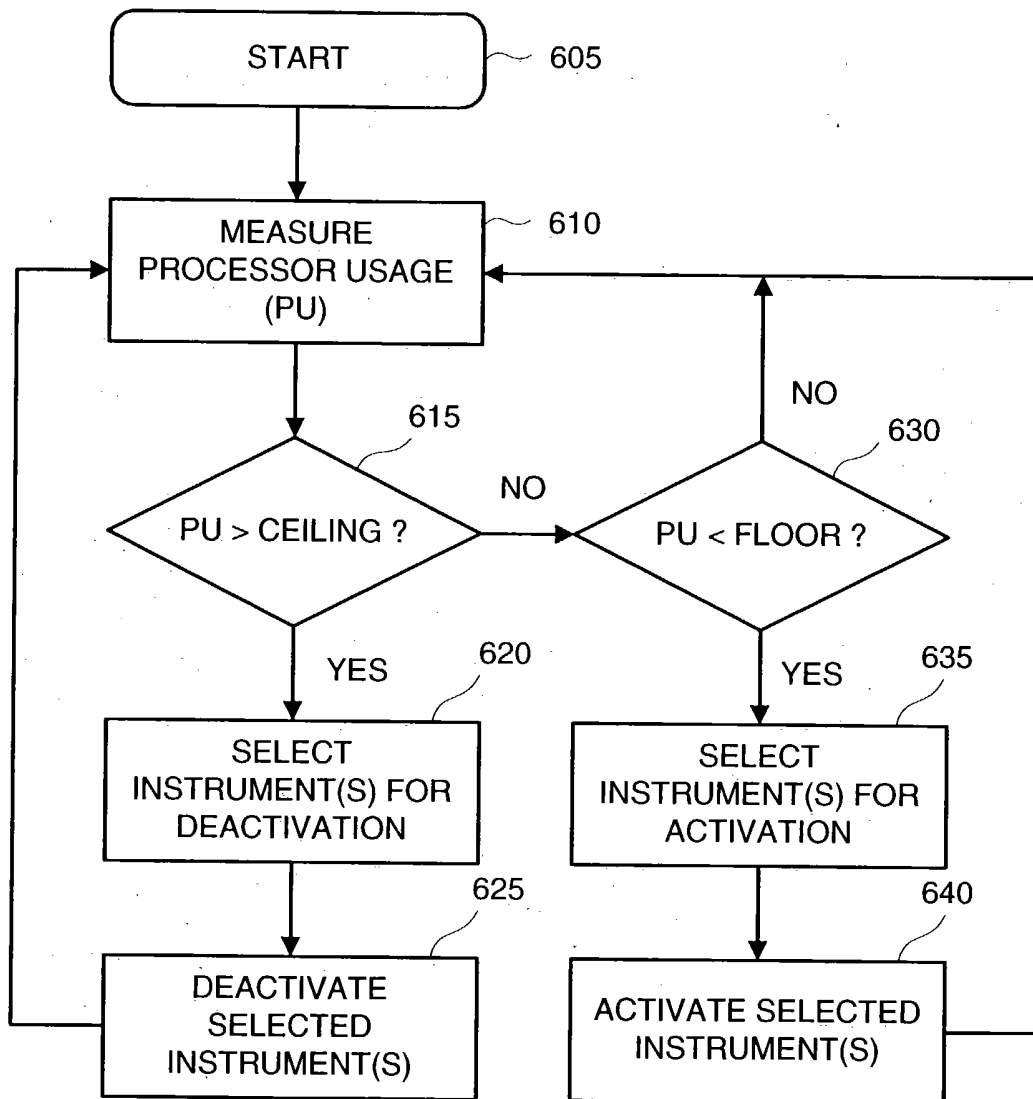 START
605
MEASURE
PROCESSOR USAGE
(PU)
610
615
PU > CEILING ?
NO
630
PU < FLOOR ?
NO
YES
620
SELECT
INSTRUMENT(S) FOR
DEACTIVATION
YES
635
SELECT
INSTRUMENT(S) FOR
ACTIVATION
625
DEACTIVATE
SELECTED
INSTRUMENT(S)
640
ACTIVATE SELECTED
INSTRUMENT(S)